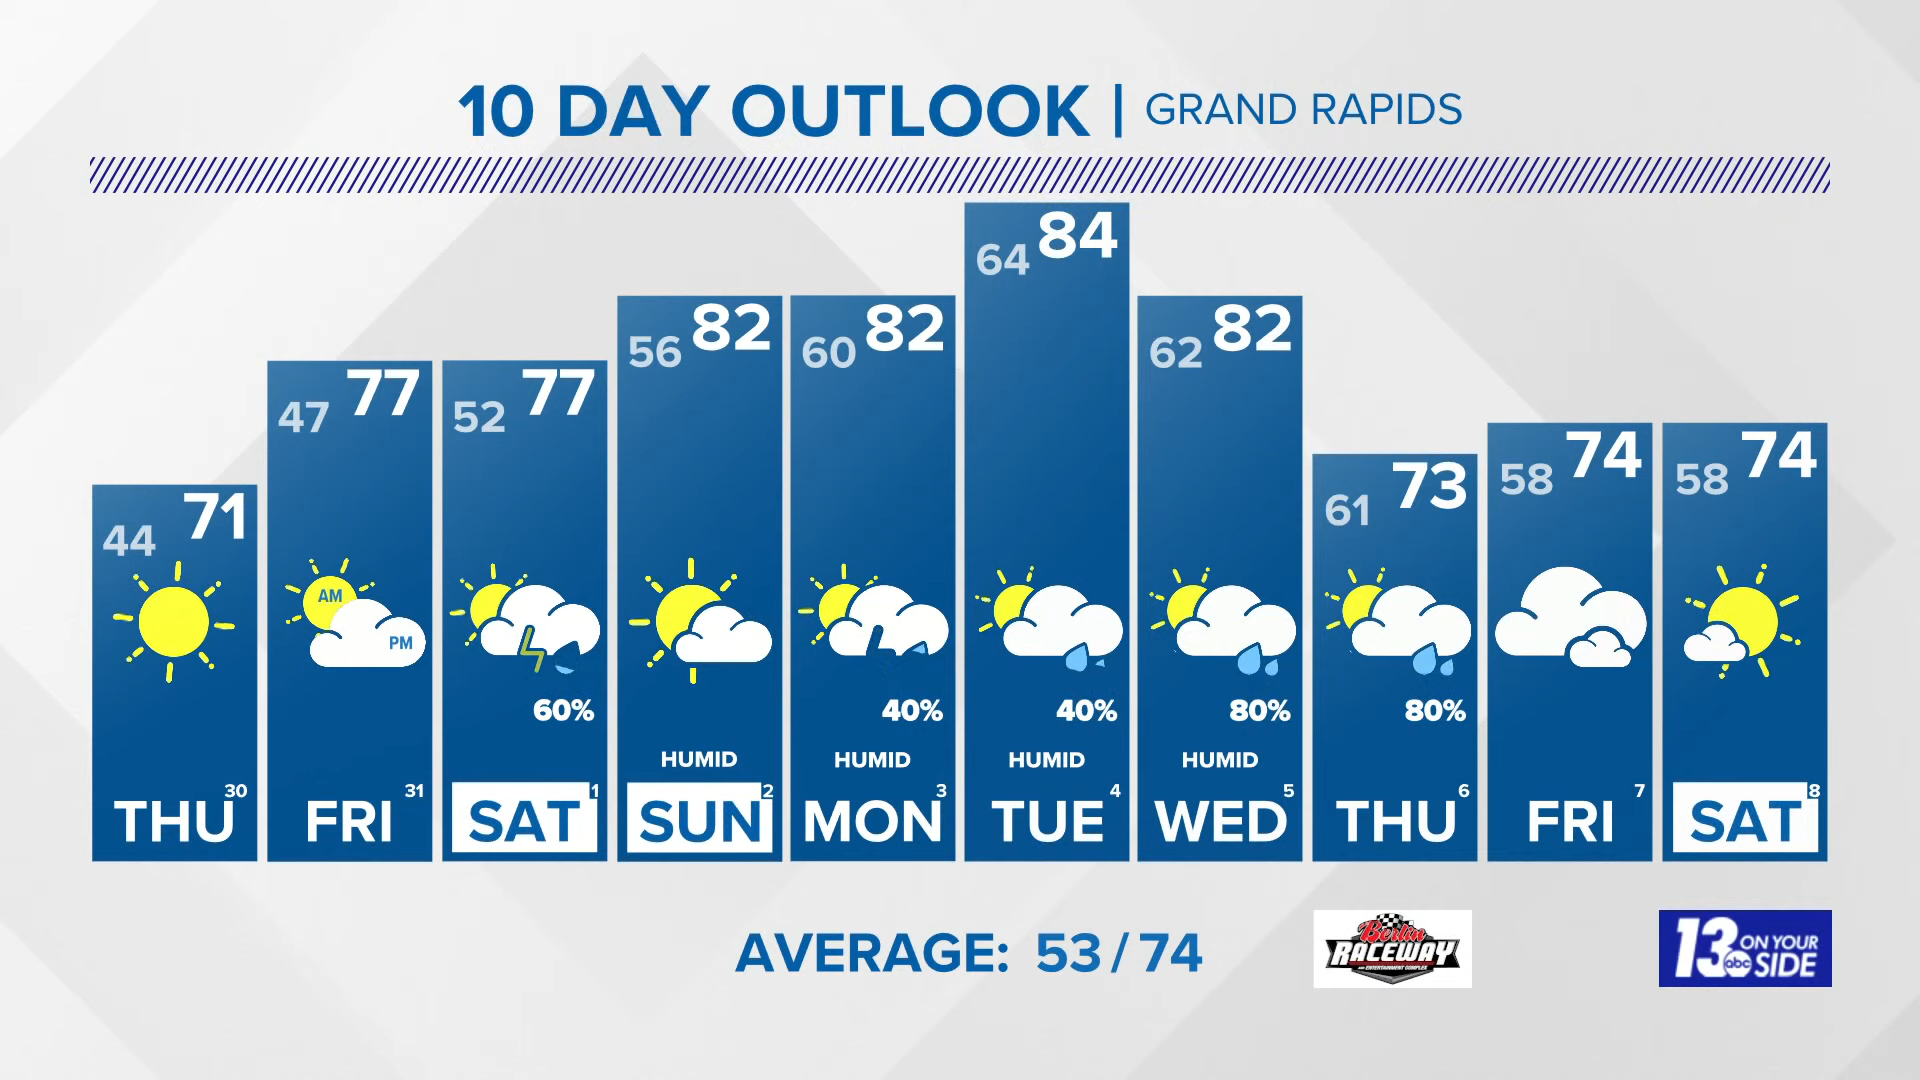 10 DAY OUTLOOK | GRAND RAPIDS
44 71
AM
PM
THU 30
47 77
FRI 31
52 77
60%
SAT 1
56 82
HUMID
SUN 2
60 82
40%
HUMID
MON 3
64 84
40%
HUMID
TUE 4
62 82
80%
HUMID
WED 5
61 73
80%
THU 6
58 74
FRI 7
58 74
SAT 8
AVERAGE: 53 / 74
Berlin
RACEWAY
AND ENTERTAINMENT COMPLEX
13 abc
ON YOUR
SIDE